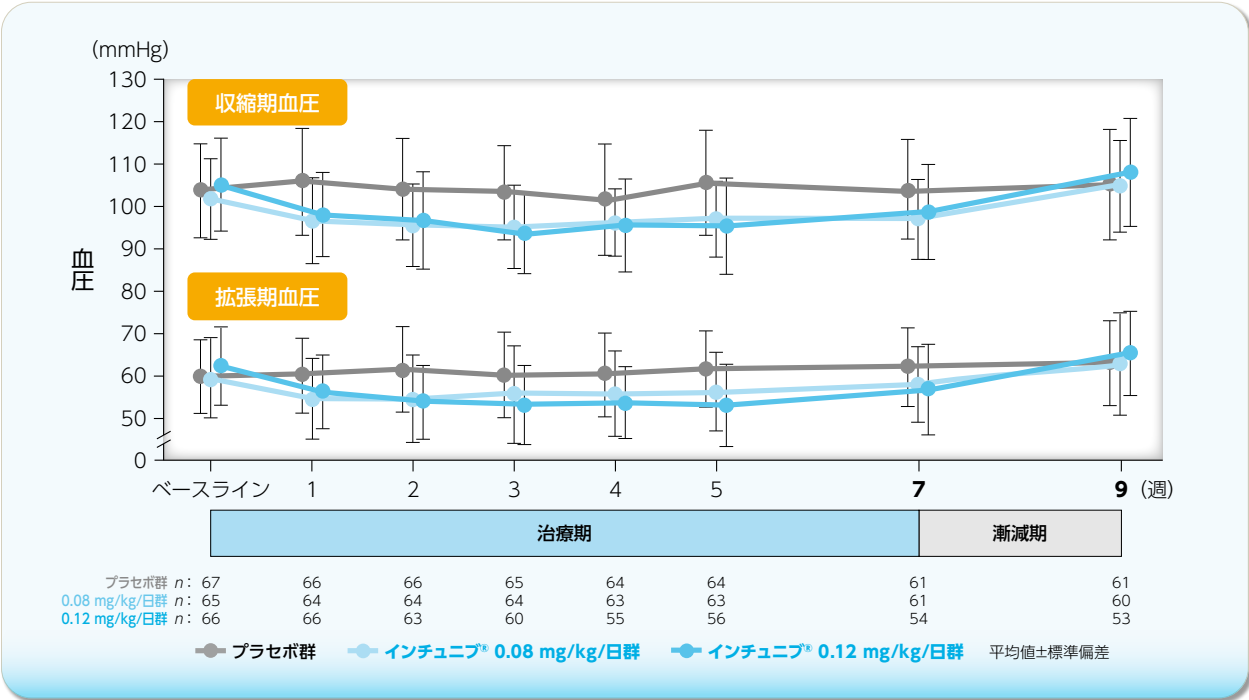 (mmHg)
130
120
110
100
90
80
70
60
50
0
血圧
収縮期血圧
拡張期血圧
ベースライン 1 2 3 4 5 7 9 (週)
治療期 漸減期
プラセボ群 n: 67 66 66 65 64 64 61 61
0.08 mg/kg/日群 n: 65 64 64 64 63 63 61 60
0.12 mg/kg/日群 n: 66 66 63 60 55 56 54 53
プラセボ群 インチュニブ® 0.08 mg/kg/日群 インチュニブ® 0.12 mg/kg/日群 平均値±標準偏差